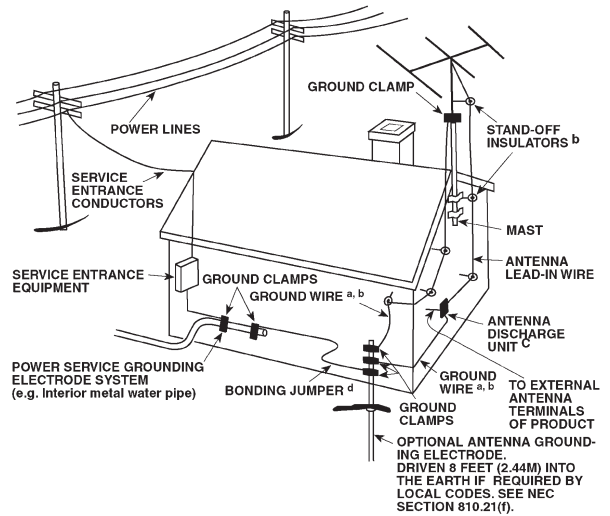 GROUND CLAMP
POWER LINES
STAND-OFF
INSULATORS b
SERVICE
ENTRANCE
CONDUCTORS
MAST
ANTENNA
LEAD-IN WIRE
SERVICE ENTRANCE
EQUIPMENT
GROUND CLAMPS
GROUND WIRE a, b
ANTENNA
DISCHARGE
UNIT C
POWER SERVICE GROUNDING
ELECTRODE SYSTEM
(e.g. Interior metal water pipe)
BONDING JUMPER d
GROUND
WIRE a, b
GROUND
CLAMPS
TO EXTERNAL
ANTENNA
TERMINALS
OF PRODUCT
OPTIONAL ANTENNA GROUND-
ING ELECTRODE.
DRIVEN 8 FEET (2.44M) INTO
THE EARTH IF REQUIRED BY
LOCAL CODES. SEE NEC
SECTION 810.21(f).